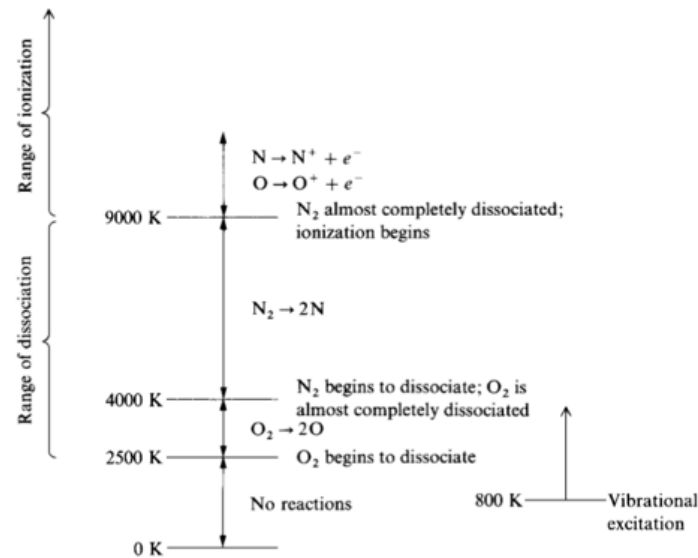 Range of ionization
N → N⁺ + e⁻
O → O⁺ + e⁻
9000 K
N₂ almost completely dissociated;
ionization begins
Range of dissociation
N₂ → 2N
4000 K
N₂ begins to dissociate; O₂ is
almost completely dissociated
O₂ → 2O
2500 K
O₂ begins to dissociate
No reactions
800 K
Vibrational
excitation
0 K